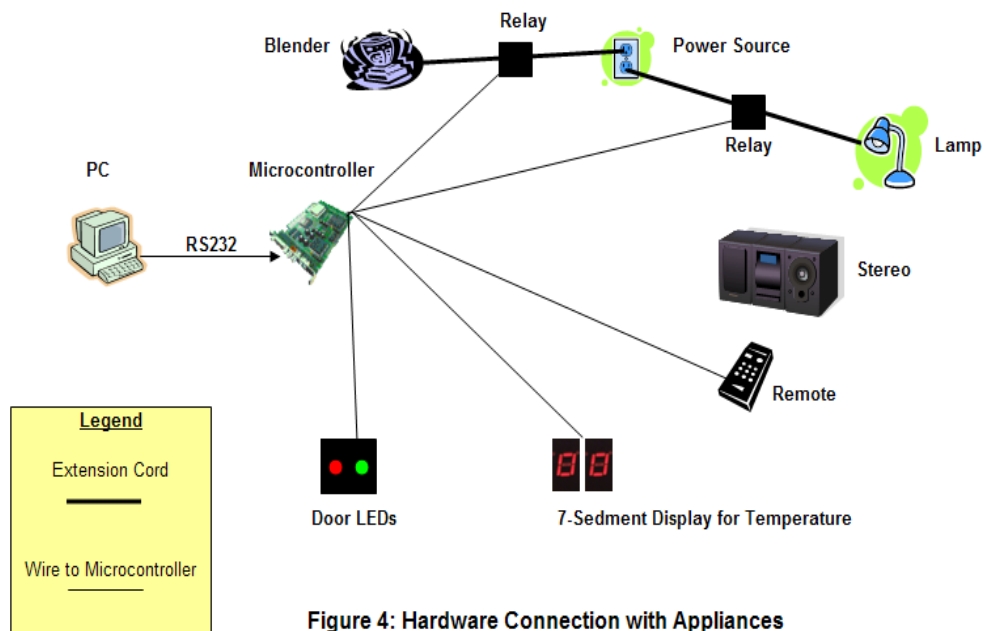 Relay
Blender
Power Source
Relay
Lamp
PC
Microcontroller
RS232
Stereo
Remote
Legend
Extension Cord
Wire to Microcontroller
Door LEDs
7-Sedment Display for Temperature
Figure 4: Hardware Connection with Appliances